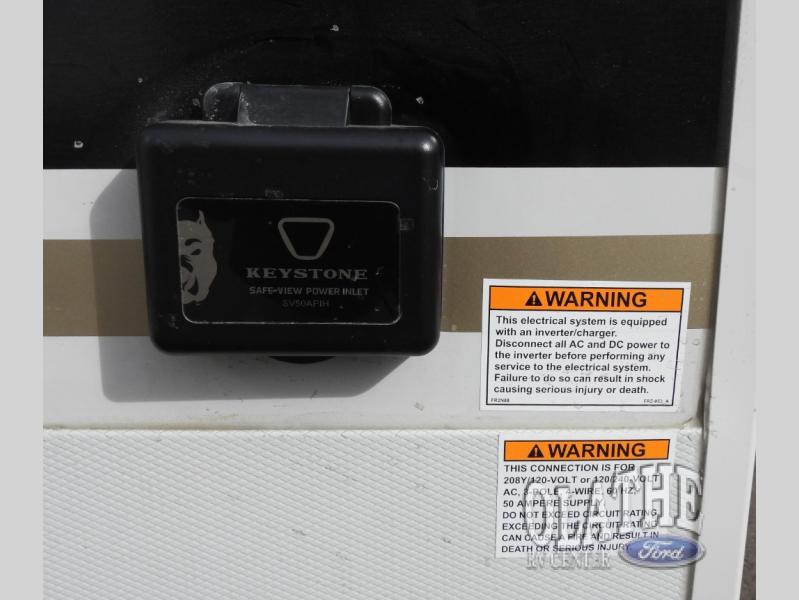 KEYSTONE
SAFE-VIEW POWER INLET
SV50APIH
WARNING
This electrical system is equipped
with an inverter/charger.
Disconnect all AC and DC power to
the inverter before performing any
service to the electrical system.
Failure to do so can result in shock
causing serious injury or death.
WARNING
THIS CONNECTION IS FOR
208Y/120-VOLT or 120/240-VOLT
AC, 3-POLE, 4-WIRE, 60 HZ,
50 AMPERE SUPPLY.
DO NOT EXCEED CIRCUIT RATING.
EXCEEDING THE CIRCUIT RATING
CAN CAUSE A FIRE AND RESULT IN
DEATH OR SERIOUS INJURY.
OLATHE
Ford
RV CENTER